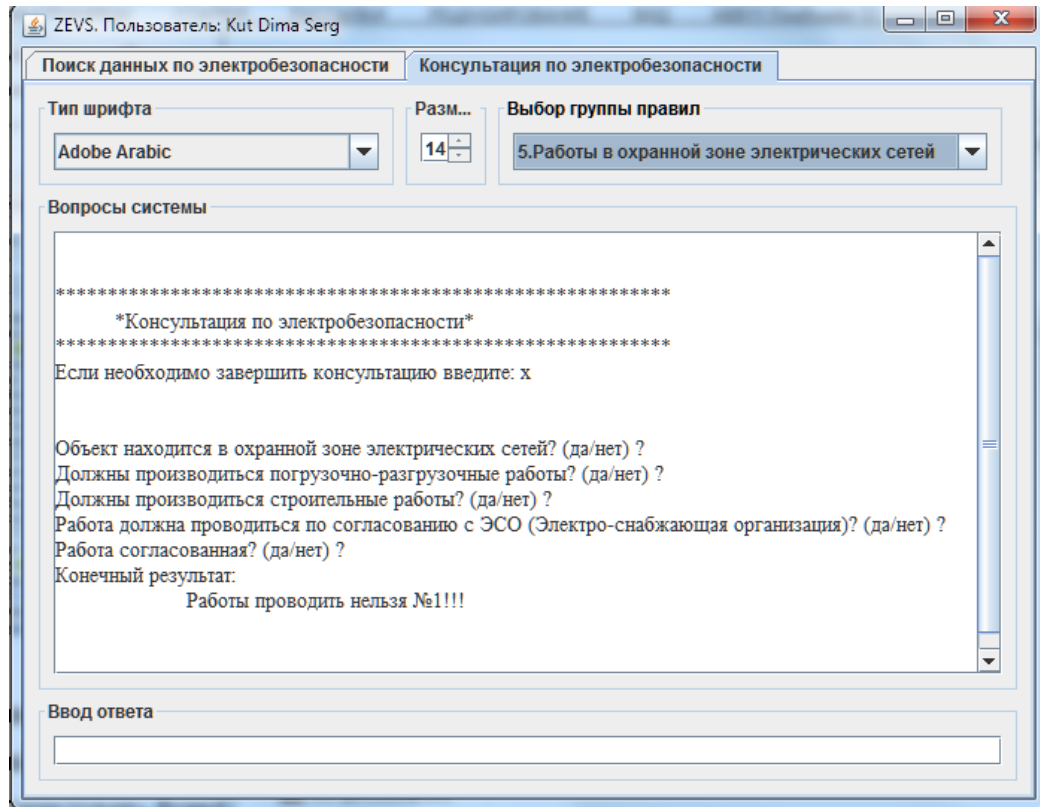 ZEVS. Пользователь: Kut Dima Serg
Поиск данных по электробезопасности Консультация по электробезопасности
Тип шрифта Разм... Выбор группы правил
Adobe Arabic 14 5.Работы в охранной зоне электрических сетей
Вопросы системы
***********************************************************
*Консультация по электробезопасности*
***********************************************************
Если необходимо завершить консультацию введите: x
Объект находится в охранной зоне электрических сетей? (да/нет) ?
Должны производиться погрузочно-разгрузочные работы? (да/нет) ?
Должны производиться строительные работы? (да/нет) ?
Работа должна проводиться по согласованию с ЭСО (Электро-снабжающая организация)? (да/нет) ?
Работа согласованная? (да/нет) ?
Конечный результат:
Работы проводить нельзя №1!!!
Ввод ответа